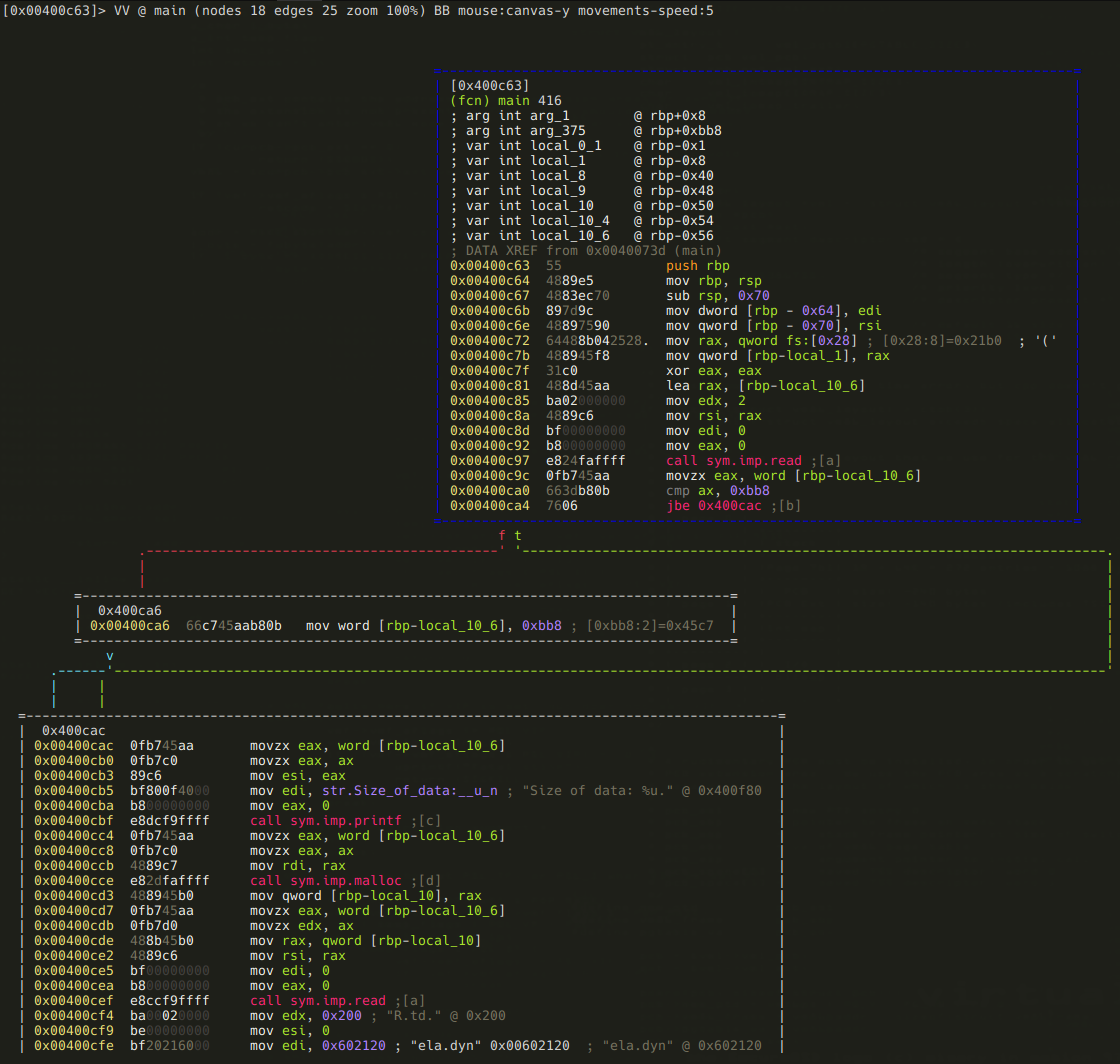 [0x00400c63]> VV @ main (nodes 18 edges 25 zoom 100%) BB mouse:canvas-y movements-speed:5
[0x400c63]
(fcn) main 416
; arg int arg_1 @ rbp+0x8
; arg int arg_375 @ rbp+0xbb8
; var int local_0_1 @ rbp-0x1
; var int local_1 @ rbp-0x8
; var int local_8 @ rbp-0x40
; var int local_9 @ rbp-0x48
; var int local_10 @ rbp-0x50
; var int local_10_4 @ rbp-0x54
; var int local_10_6 @ rbp-0x56
; DATA XREF from 0x0040073d (main)
0x00400c63 55 push rbp
0x00400c64 4889e5 mov rbp, rsp
0x00400c67 4883ec70 sub rsp, 0x70
0x00400c6b 897d9c mov dword [rbp - 0x64], edi
0x00400c6e 48897590 mov qword [rbp - 0x70], rsi
0x00400c72 64488b042528. mov rax, qword fs:[0x28] ; [0x28:8]=0x21b0 ; '('
0x00400c7b 488945f8 mov qword [rbp-local_1], rax
0x00400c7f 31c0 xor eax, eax
0x00400c81 488d45aa lea rax, [rbp-local_10_6]
0x00400c85 ba02000000 mov edx, 2
0x00400c8a 4889c6 mov rsi, rax
0x00400c8d bf00000000 mov edi, 0
0x00400c92 b800000000 mov eax, 0
0x00400c97 e824faffff call sym.imp.read ;[a]
0x00400c9c 0fb745aa movzx eax, word [rbp-local_10_6]
0x00400ca0 663db80b cmp ax, 0xbb8
0x00400ca4 7606 jbe 0x400cac ;[b]
f t
0x400ca6
0x00400ca6 66c745aab80b mov word [rbp-local_10_6], 0xbb8 ; [0xbb8:2]=0x45c7
v
0x400cac
0x00400cac 0fb745aa movzx eax, word [rbp-local_10_6]
0x00400cb0 0fb7c0 movzx eax, ax
0x00400cb3 89c6 mov esi, eax
0x00400cb5 bf800f4000 mov edi, str.Size_of_data:__u_n ; "Size of data: %u." @ 0x400f80
0x00400cba b800000000 mov eax, 0
0x00400cbf e8dcf9ffff call sym.imp.printf ;[c]
0x00400cc4 0fb745aa movzx eax, word [rbp-local_10_6]
0x00400cc8 0fb7c0 movzx eax, ax
0x00400ccb 4889c7 mov rdi, rax
0x00400cce e82dfaffff call sym.imp.malloc ;[d]
0x00400cd3 488945b0 mov qword [rbp-local_10], rax
0x00400cd7 0fb745aa movzx eax, word [rbp-local_10_6]
0x00400cdb 0fb7d0 movzx edx, ax
0x00400cde 488b45b0 mov rax, qword [rbp-local_10]
0x00400ce2 4889c6 mov rsi, rax
0x00400ce5 bf00000000 mov edi, 0
0x00400cea b800000000 mov eax, 0
0x00400cef e8ccf9ffff call sym.imp.read ;[a]
0x00400cf4 ba00020000 mov edx, 0x200 ; "R.td." @ 0x200
0x00400cf9 be00000000 mov esi, 0
0x00400cfe bf20216000 mov edi, 0x602120 ; "ela.dyn" 0x00602120 ; "ela.dyn" @ 0x602120